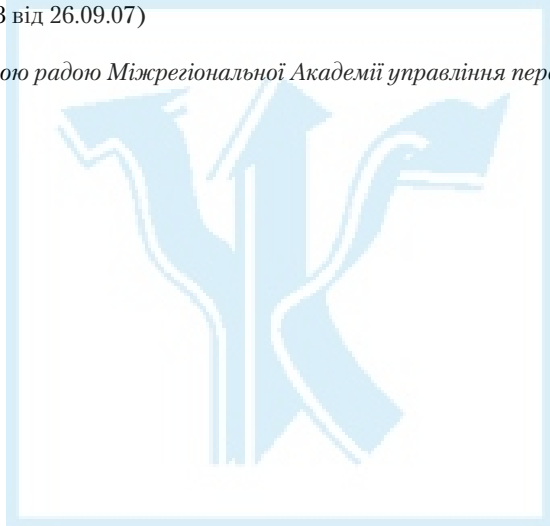 3 від 26.09.07)
ою радою Міжрегіональної Академії управління пер